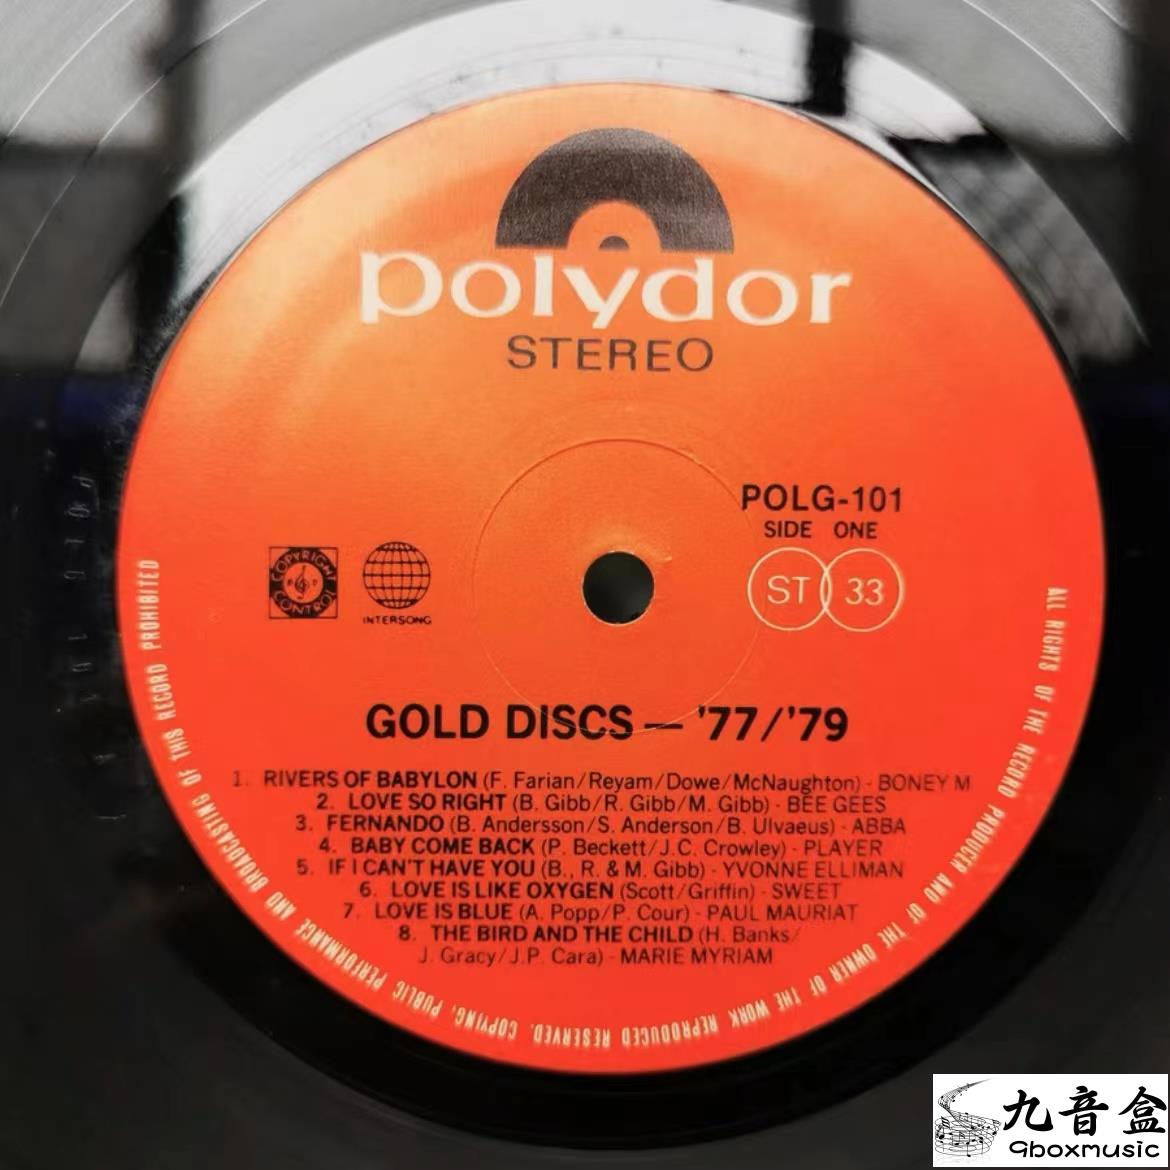 polydor
STEREO
POLG-101
SIDE ONE
COPYRIGHT
CONTROL
INTERSONG
ST 33
GOLD DISCS — '77/'79
1. RIVERS OF BABYLON (F. Farian/Reyam/Dowe/McNaughton) - BONEY M
2. LOVE SO RIGHT (B. Gibb/R. Gibb/M. Gibb) - BEE GEES
3. FERNANDO (B. Andersson/S. Anderson/B. Ulvaeus) - ABBA
4. BABY COME BACK (P. Beckett/J.C. Crowley) - PLAYER
5. IF I CAN'T HAVE YOU (B., R. & M. Gibb) - YVONNE ELLIMAN
6. LOVE IS LIKE OXYGEN (Scott/Griffin) - SWEET
7. LOVE IS BLUE (A. Popp/P. Cour) - PAUL MAURIAT
8. THE BIRD AND THE CHILD (H. Banks/
J. Gracy/J.P. Cara) - MARIE MYRIAM
ALL RIGHTS OF THE RECORD PRODUCER AND OF THE OWNER OF THE WORK REPRODUCED RESERVED. COPYING, PUBLIC PERFORMANCE AND BROADCASTING OF THIS RECORD PROHIBITED
九音盒
9boxmusic